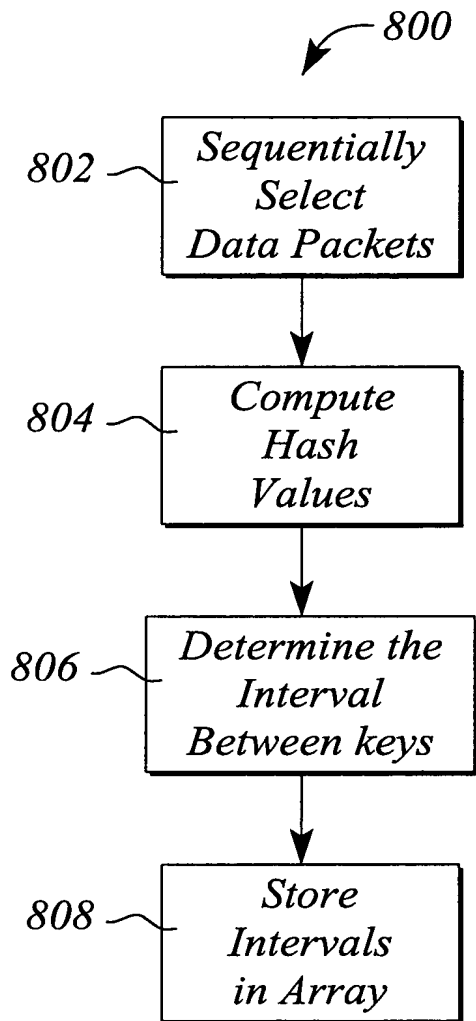 800
802
Sequentially
Select
Data Packets
804
Compute
Hash
Values
806
Determine the
Interval
Between keys
808
Store
Intervals
in Array